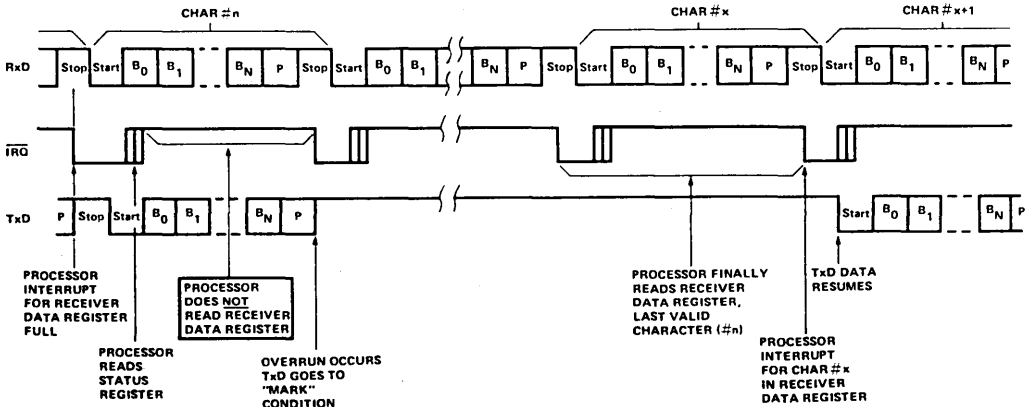 CHAR #n CHAR #x CHAR #x+1
RxD Stop Start B0 B1 BN P Stop Start B0 B1 BN P Stop Start B0 B1 BN P Stop Start B0 B1 BN P
IRQ
TxD P Stop Start B0 B1 BN P Start B0 B1 BN P
PROCESSOR
INTERRUPT
FOR RECEIVER
DATA REGISTER
FULL
PROCESSOR
READS
STATUS
REGISTER
PROCESSOR
DOES NOT
READ RECEIVER
DATA REGISTER
OVERRUN OCCURS
TxD GOES TO
"MARK"
CONDITION
PROCESSOR FINALLY
READS RECEIVER
DATA REGISTER,
LAST VALID
CHARACTER (#n)
PROCESSOR
INTERRUPT
FOR CHAR #x
IN RECEIVER
DATA REGISTER
TxD DATA
RESUMES